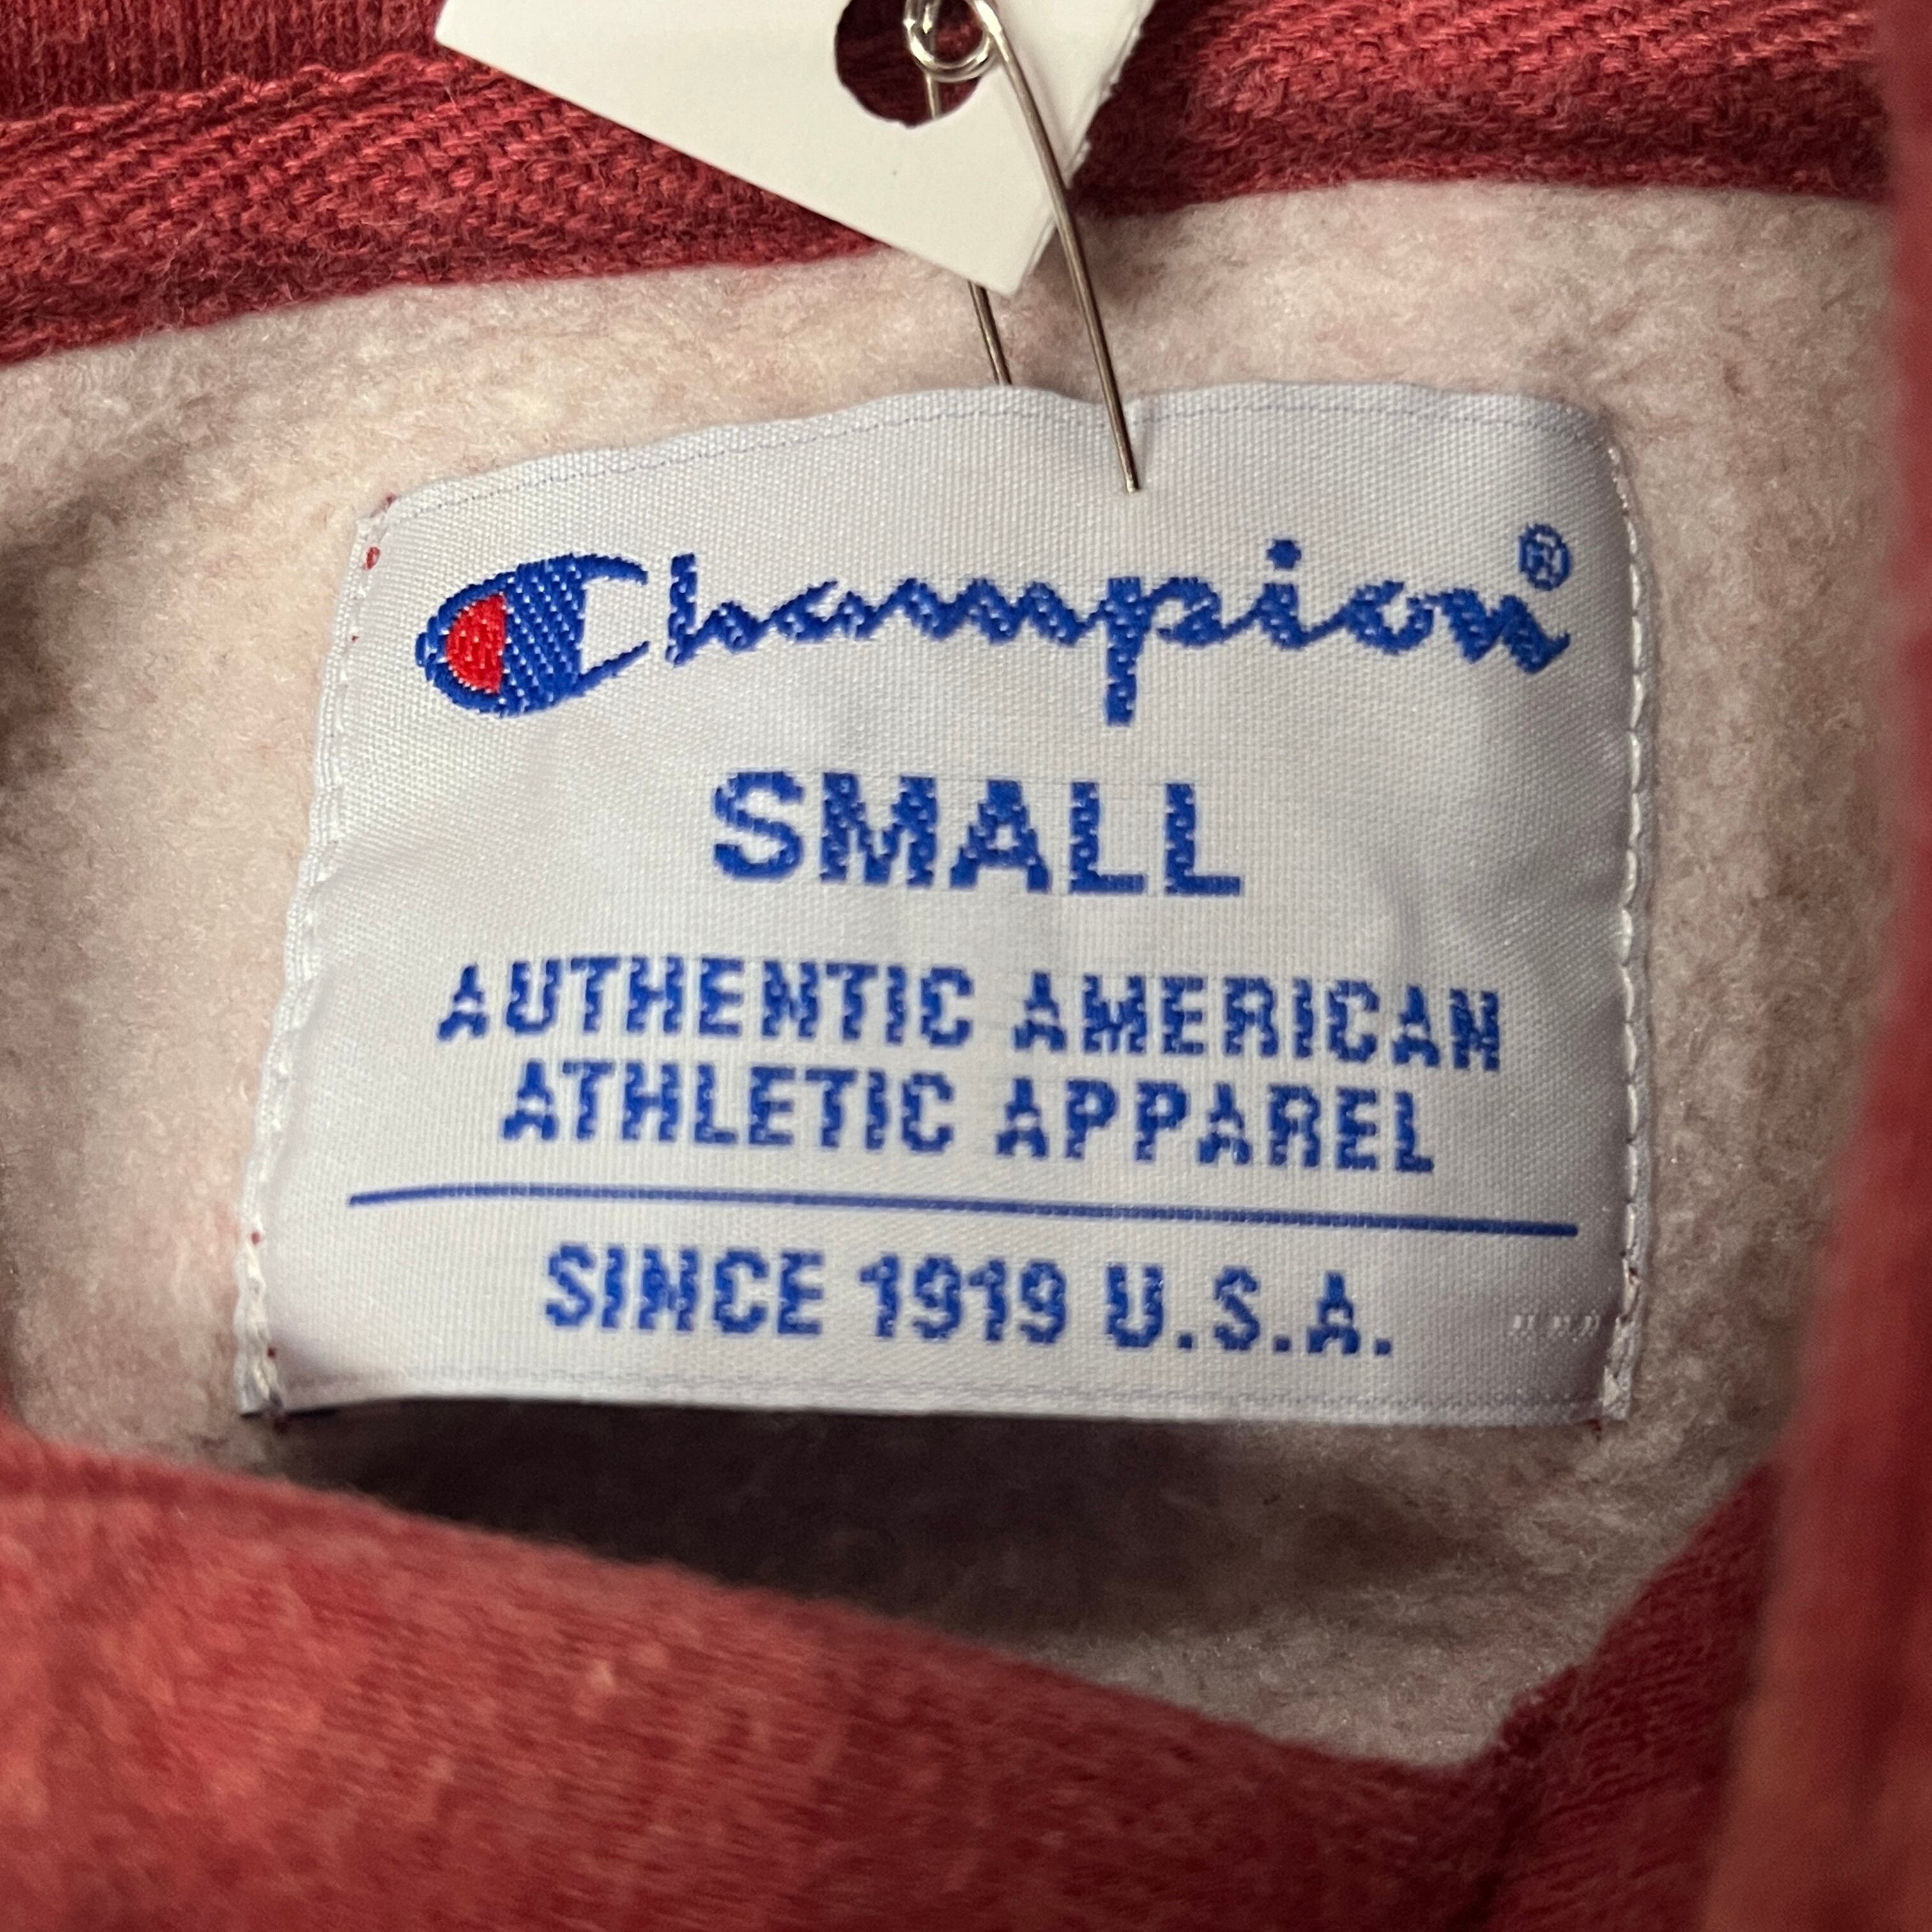 Champion®
SMALL
AUTHENTIC AMERICAN
ATHLETIC APPAREL
SINCE 1919 U.S.A.